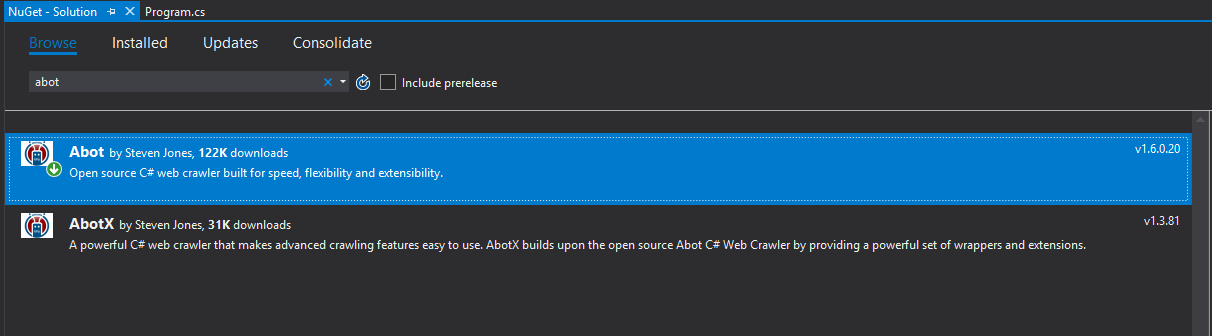 NuGet - Solution Program.cs
Browse Installed Updates Consolidate
abot Include prerelease
Abot by Steven Jones, 122K downloads v1.6.0.20
Open source C# web crawler built for speed, flexibility and extensibility.
AbotX by Steven Jones, 31K downloads v1.3.81
A powerful C# web crawler that makes advanced crawling features easy to use. AbotX builds upon the open source Abot C# Web Crawler by providing a powerful set of wrappers and extensions.